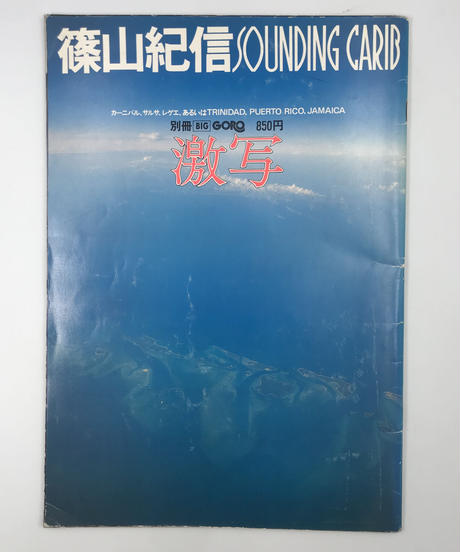 篠山紀信 SOUNDING CARIB
カーニバル、サルサ、レゲエ、あるいはTRINIDAD, PUERTO RICO, JAMAICA
別冊 BIG GORO 850円
激写